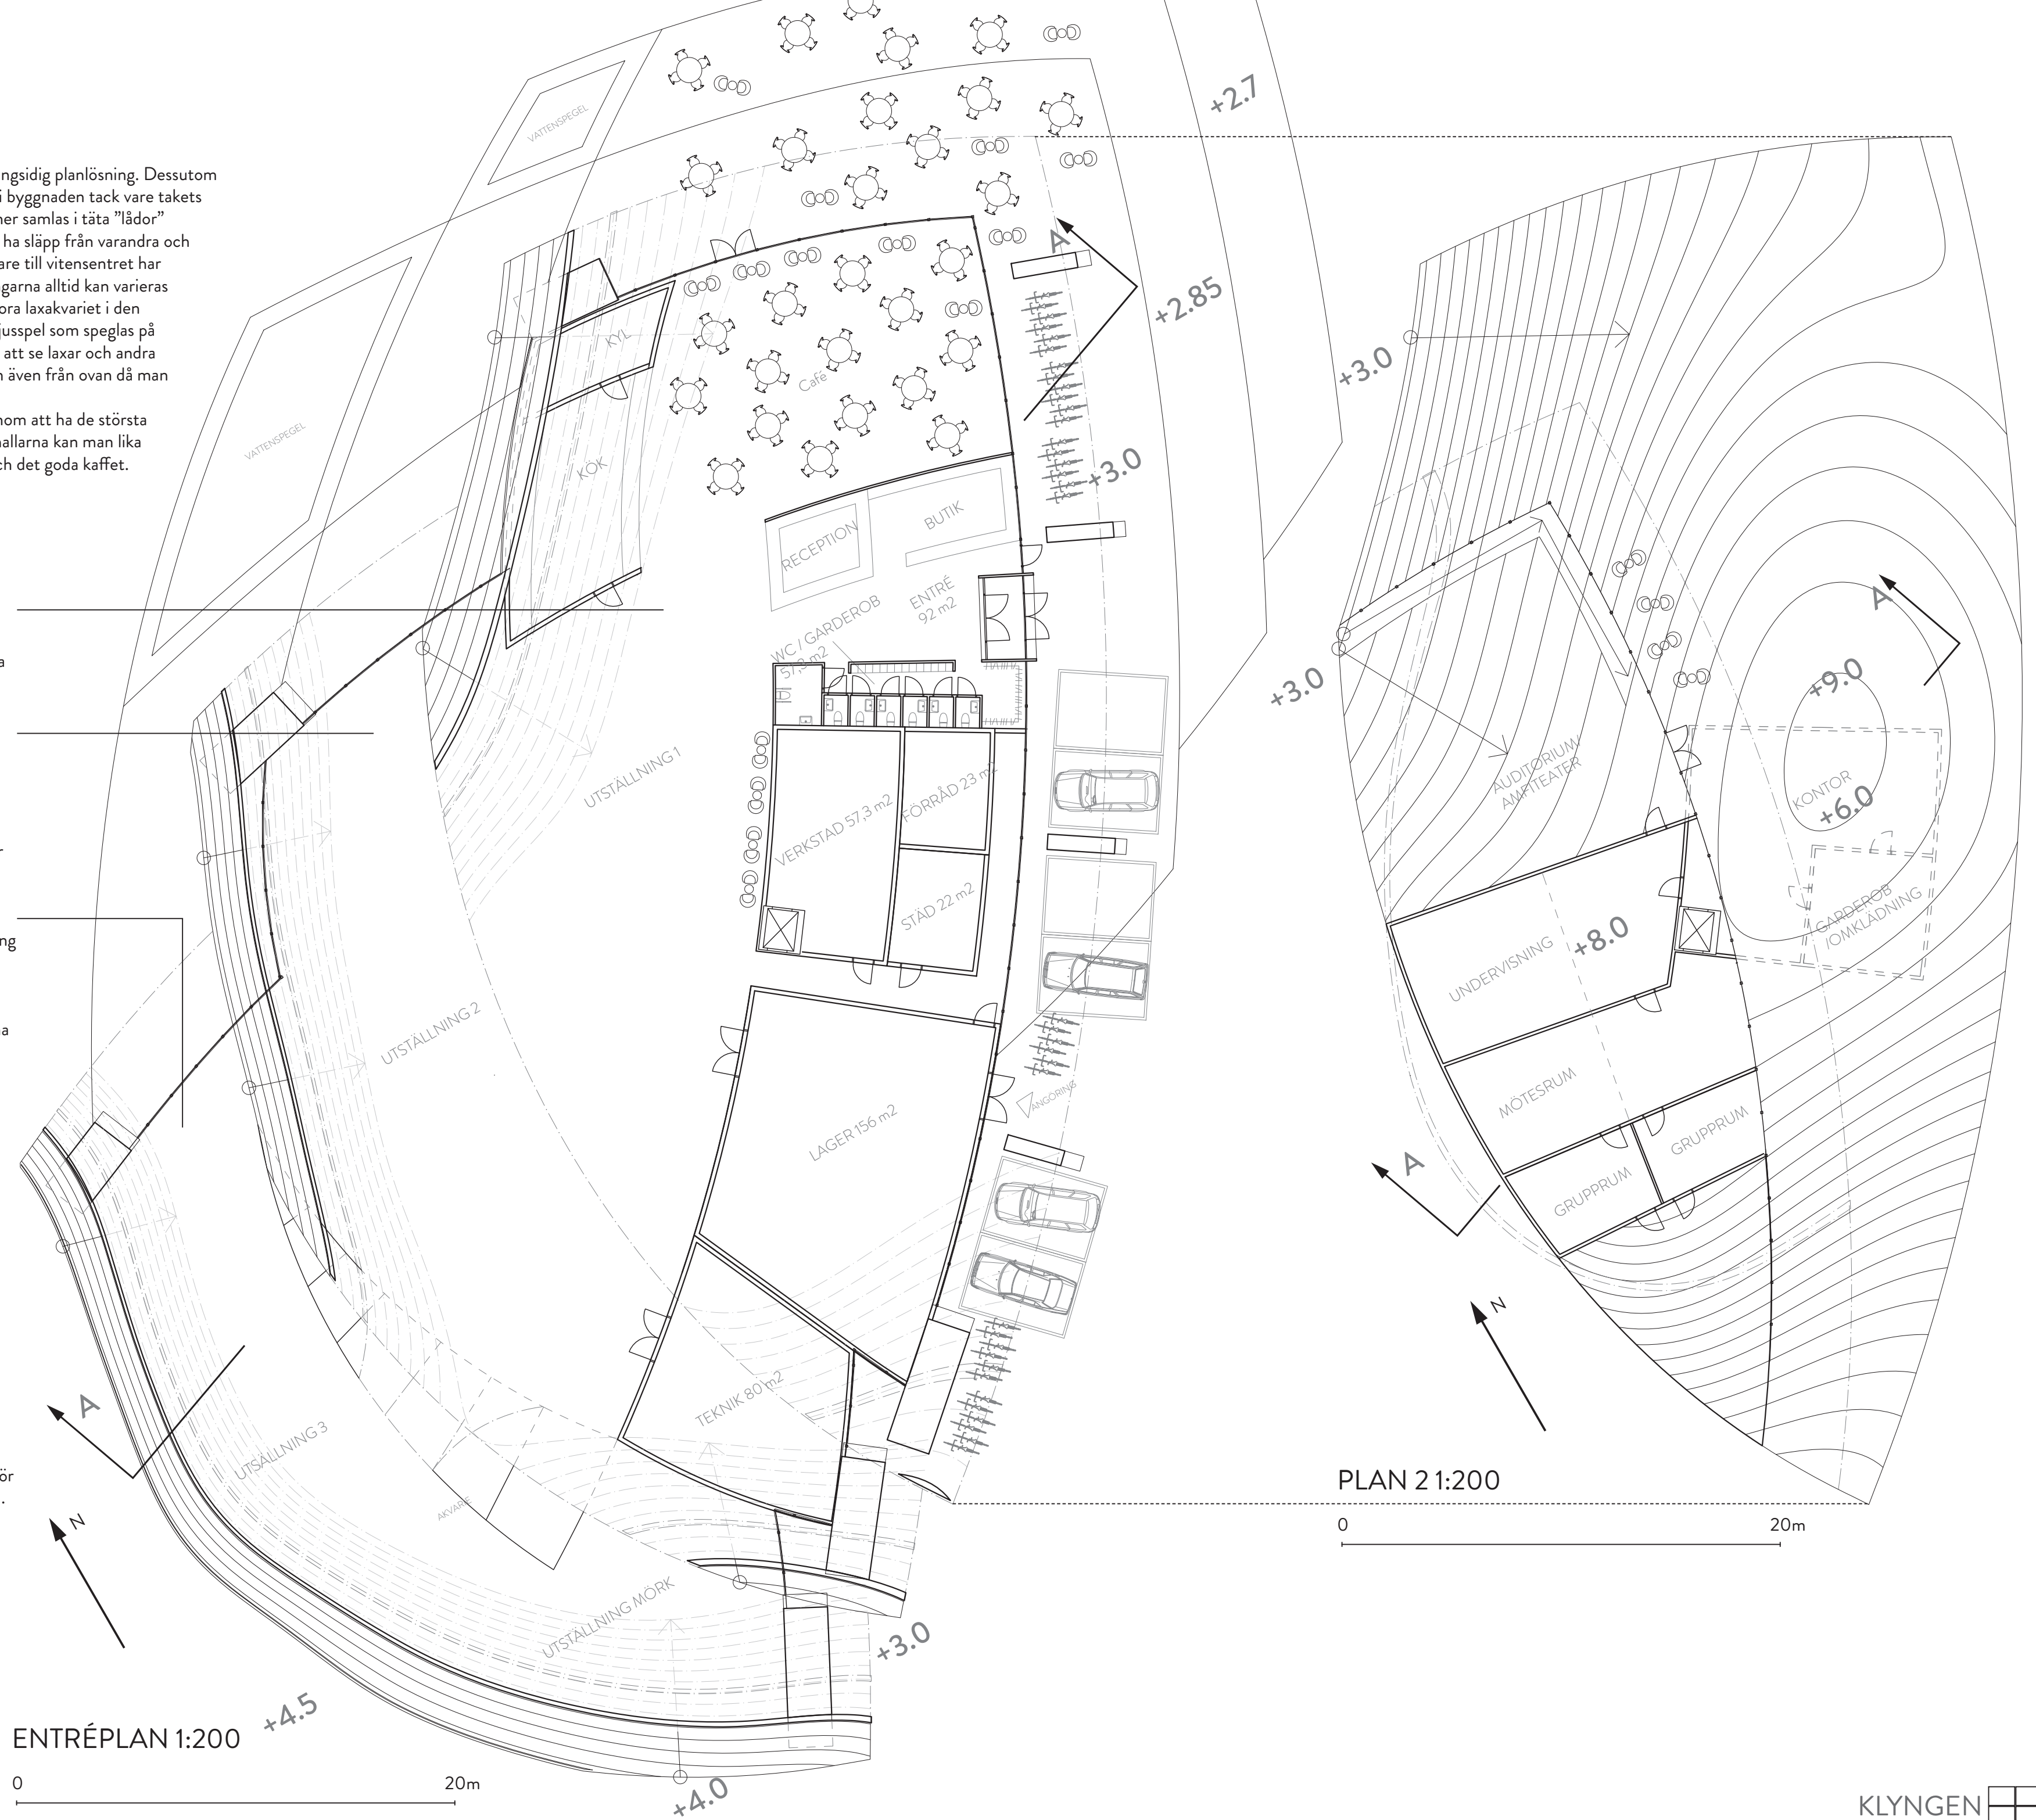 ngsidig planlösning. Dessutom
i byggnaden tack vare takets
ner samlas i täta ”lådor”
ha släpp från varandra och
are till vitensentret har
garna alltid kan varieras
ora laxakvariet i den
jusspel som speglas på
att se laxar och andra
n även från ovan då man
nom att ha de största
nallarna kan man lika
ch det goda kaffet.
a
r
ng
a
ör
.
VATTENSPEGEL
VATTENSPEGEL
KYL
KÖK
Café
RECEPTION
BUTIK
ENTRÉ
92 m2
WC / GARDEROB
57,3 m2
UTSTÄLLNING 1
VERKSTAD 57,3 m2
FÖRRÅD 23 m2
STÄD 22 m2
UTSTÄLLNING 2
LAGER 156 m2
ANGÖRING
TEKNIK 80 m2
UTSÄLLNING 3
AKVARIE
UTSTÄLLNING MÖRK
+2.7
+2.85
+3.0
A
A
N
+3.0
+4.5
+4.0
ENTRÉPLAN 1:200
0
20m
+3.0
+3.0
AUDITORIUM/
AMFITEATER
+9.0
KONTOR
+6.0
GARDEROB
/OMKLÄDNING
UNDERVISNING
+8.0
MÖTESRUM
GRUPPRUM
GRUPPRUM
A
A
N
PLAN 2 1:200
0
20m
KLYNGEN